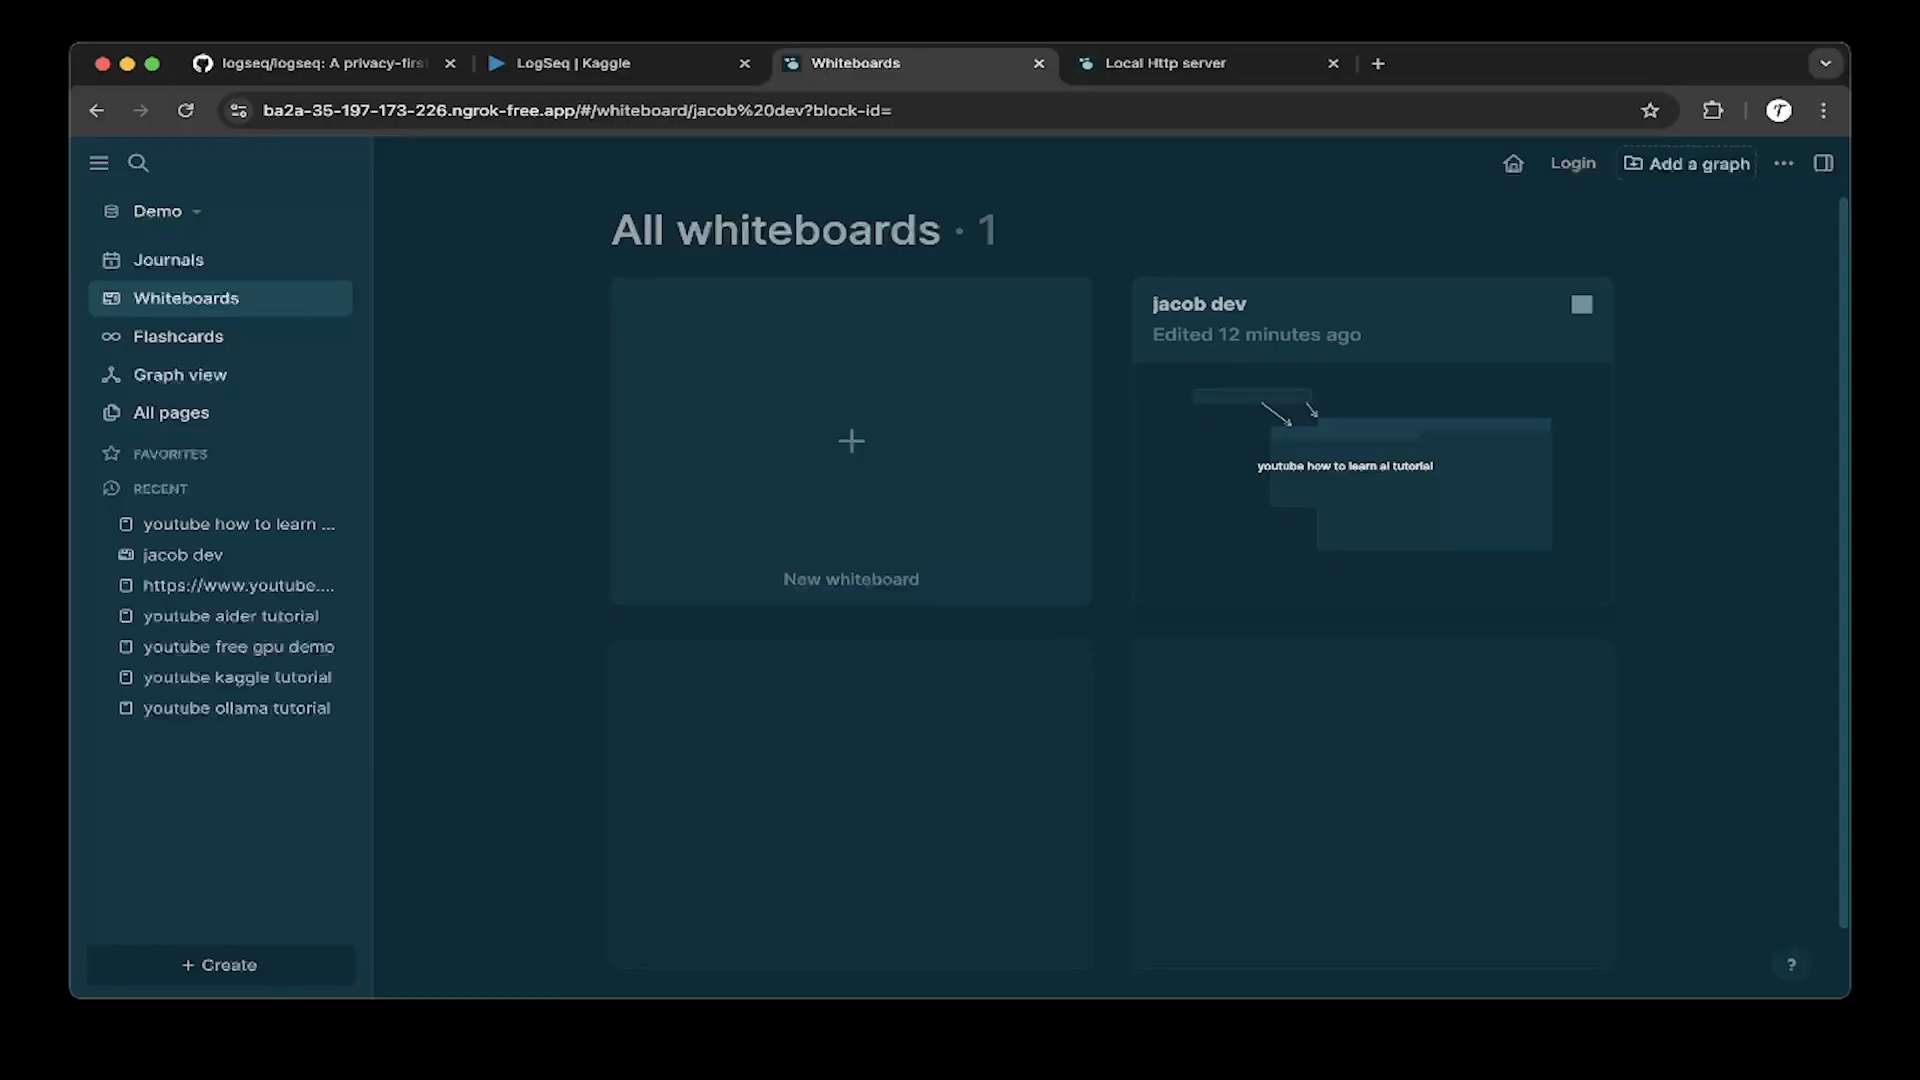 logseq/logseq: A privacy-firs
LogSeq | Kaggle
Whiteboards
Local Http server
ba2a-35-197-173-226.ngrok-free.app/#/whiteboard/jacob%20dev?block-id=
Login
Add a graph
Demo
Journals
Whiteboards
Flashcards
Graph view
All pages
FAVORITES
RECENT
youtube how to learn ...
jacob dev
https://www.youtube....
youtube aider tutorial
youtube free gpu demo
youtube kaggle tutorial
youtube ollama tutorial
+ Create
All whiteboards · 1
New whiteboard
jacob dev
Edited 12 minutes ago
youtube how to learn ai tutorial
?